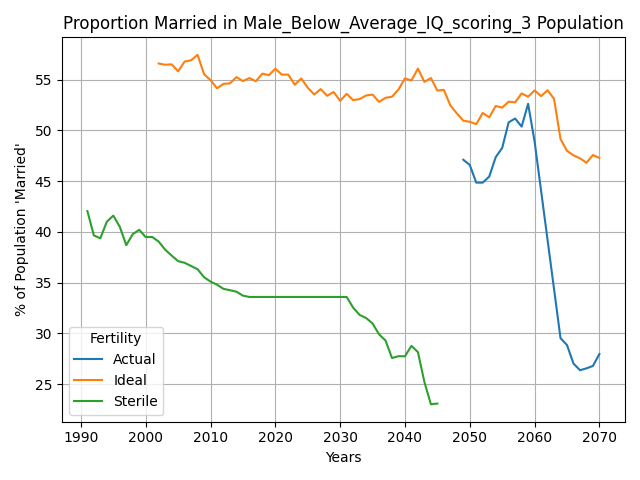 Proportion Married in Male_Below_Average_IQ_scoring_3 Population
% of Population 'Married'
55
50
45
40
35
30
25
Fertility
Actual
Ideal
Sterile
1990 2000 2010 2020 2030 2040 2050 2060 2070
Years